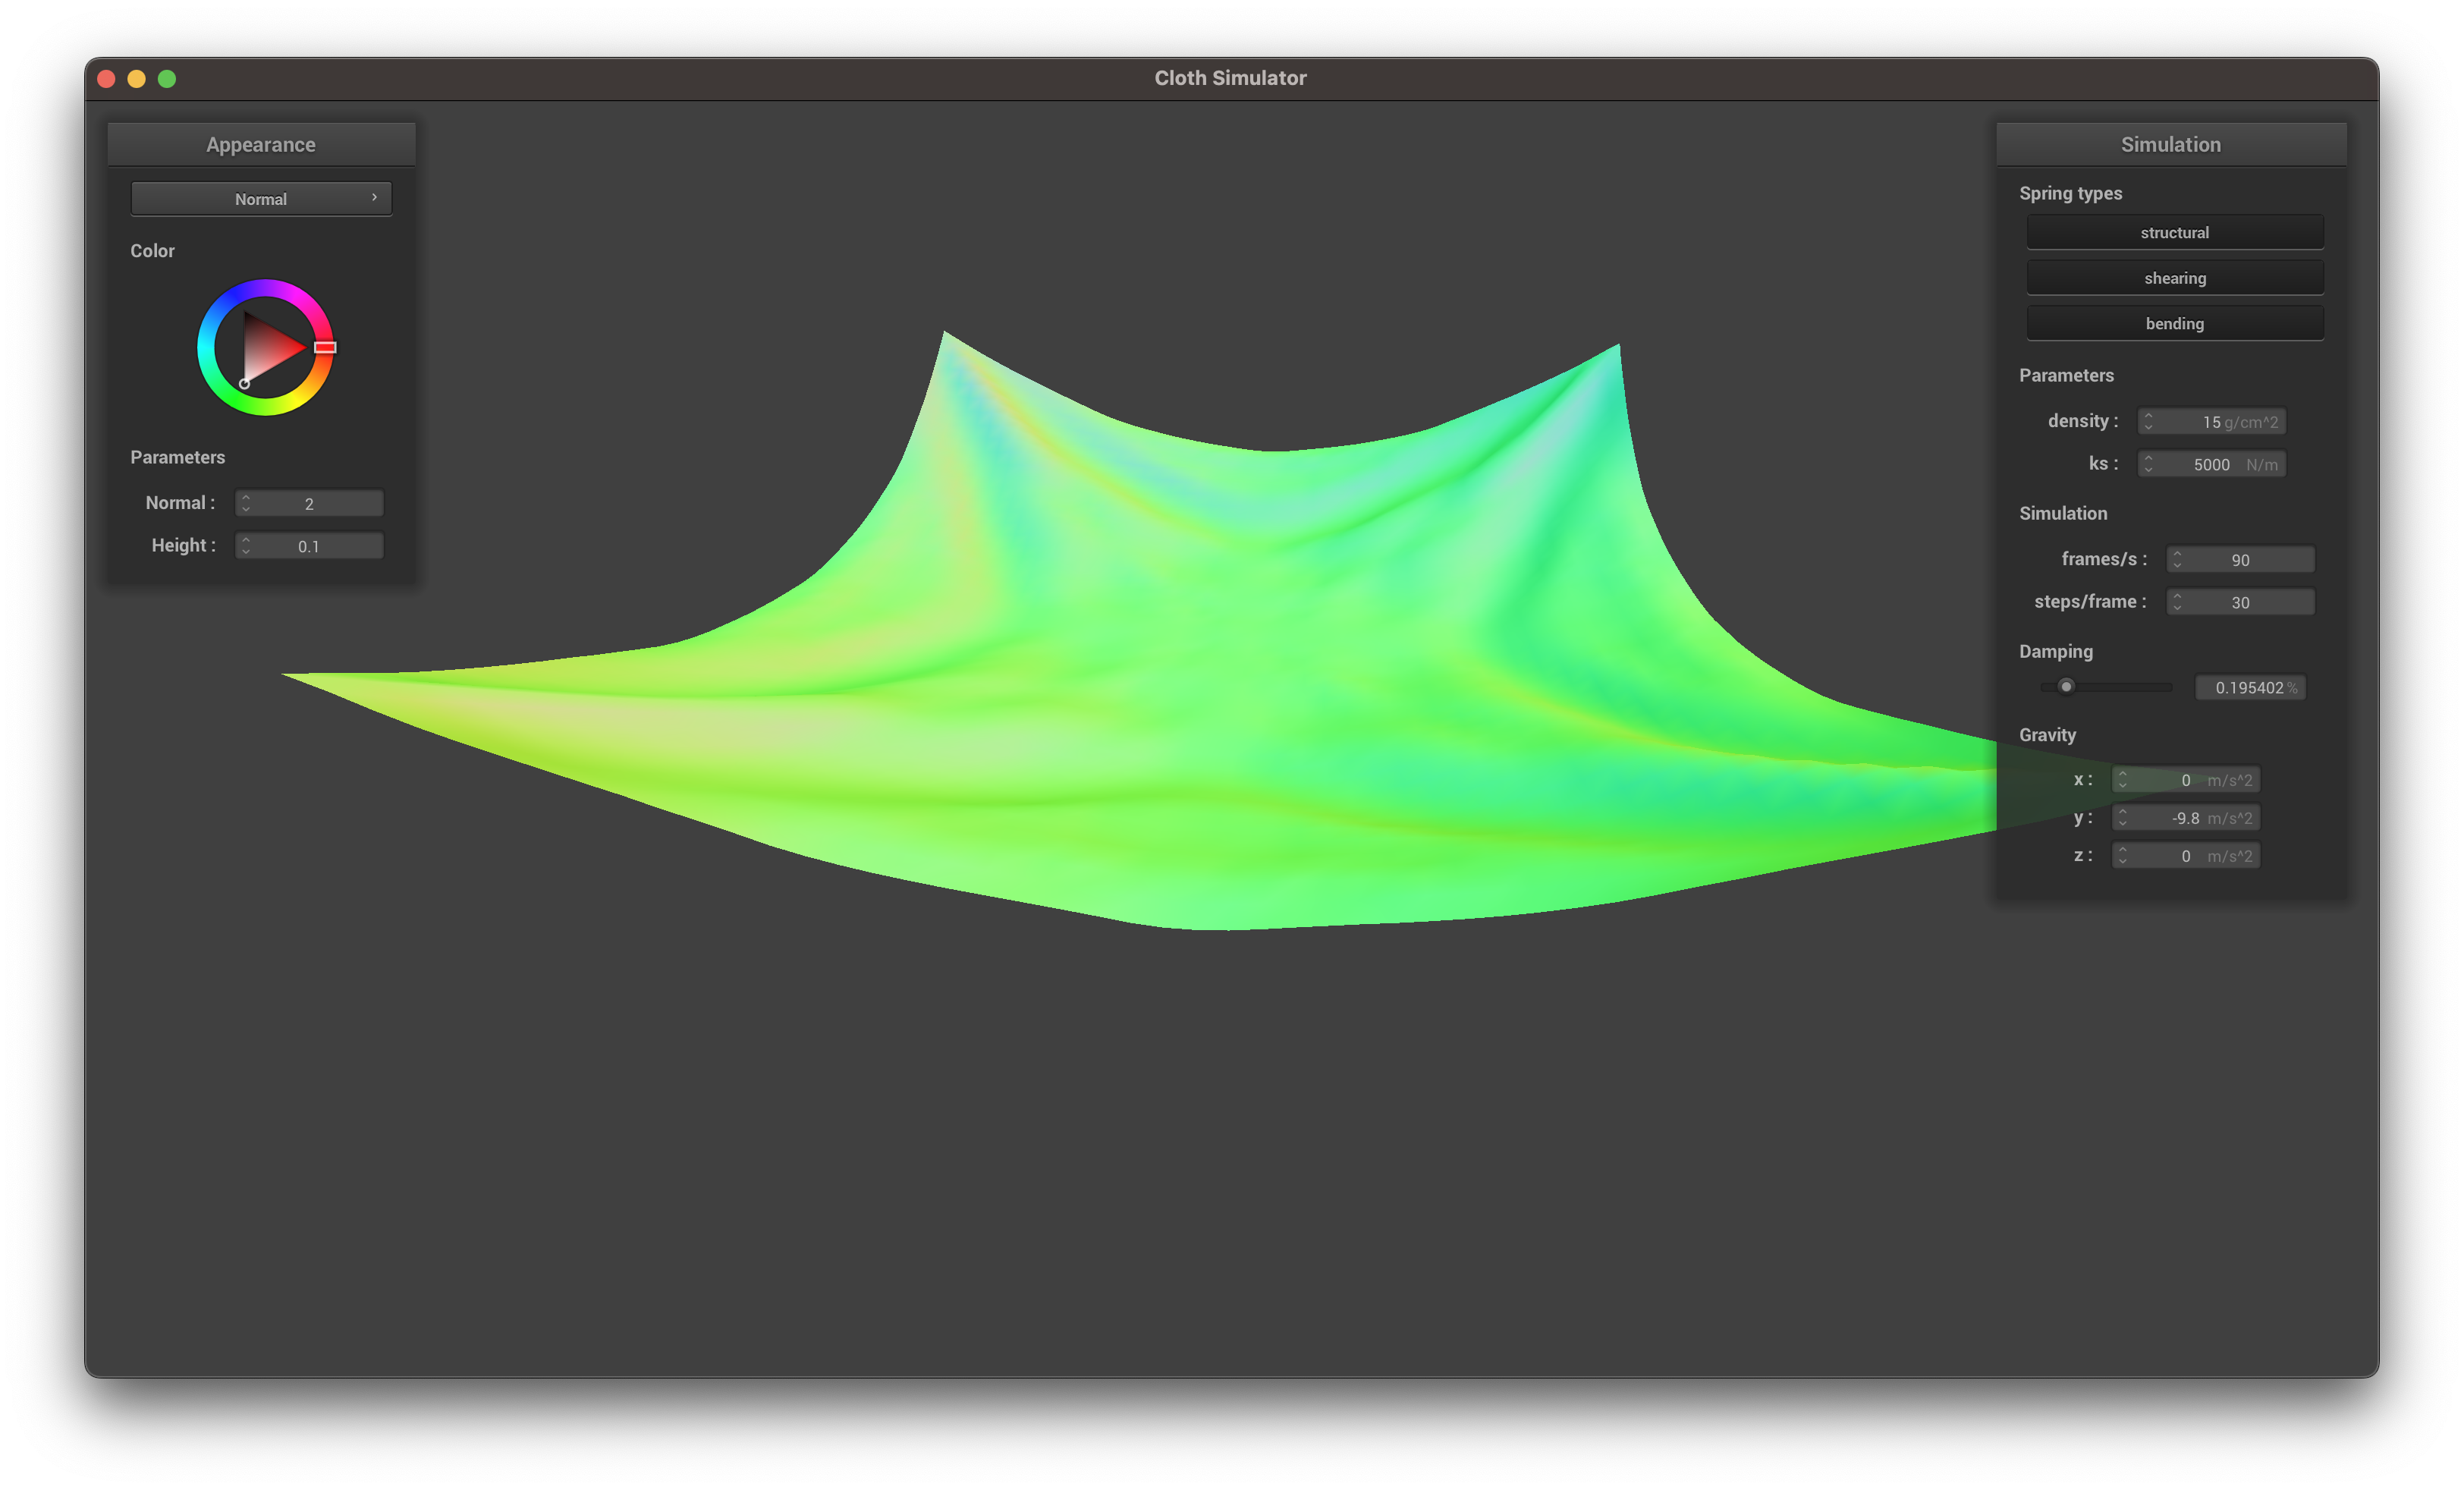 Cloth Simulator
Appearance
Normal
Color
Parameters
Normal : 2
Height : 0.1
Simulation
Spring types
structural
shearing
bending
Parameters
density : 15 g/cm^2
ks : 5000 N/m
Simulation
frames/s : 90
steps/frame : 30
Damping
0.195402 %
Gravity
x : 0 m/s^2
y : -9.8 m/s^2
z : 0 m/s^2